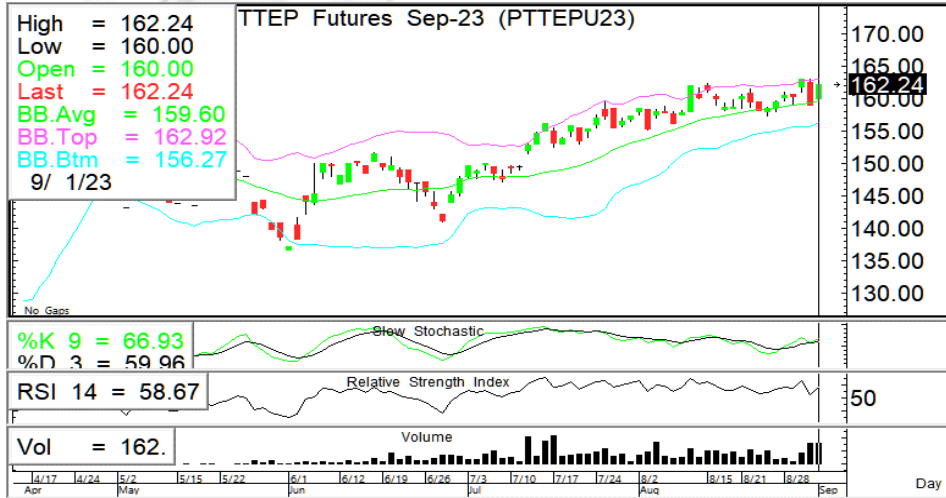 TTEP Futures Sep-23 (PTTEPU23)
High = 162.24
Low = 160.00
Open = 160.00
Last = 162.24
BB.Avg = 159.60
BB.Top = 162.92
BB.Btm = 156.27
9/ 1/23
170.00
165.00
162.24
160.00
155.00
150.00
145.00
140.00
135.00
130.00
No Gaps
Slow Stochastic
%K 9 = 66.93
%D 3 = 59.96
Relative Strength Index
RSI 14 = 58.67
50
Volume
Vol = 162.
4/17 4/24 5/2 5/15 5/22 6/1 6/12 6/19 6/26 7/3 7/10 7/17 7/24 8/2 8/15 8/21 8/28
Apr May Jun Jul Aug Sep
Day